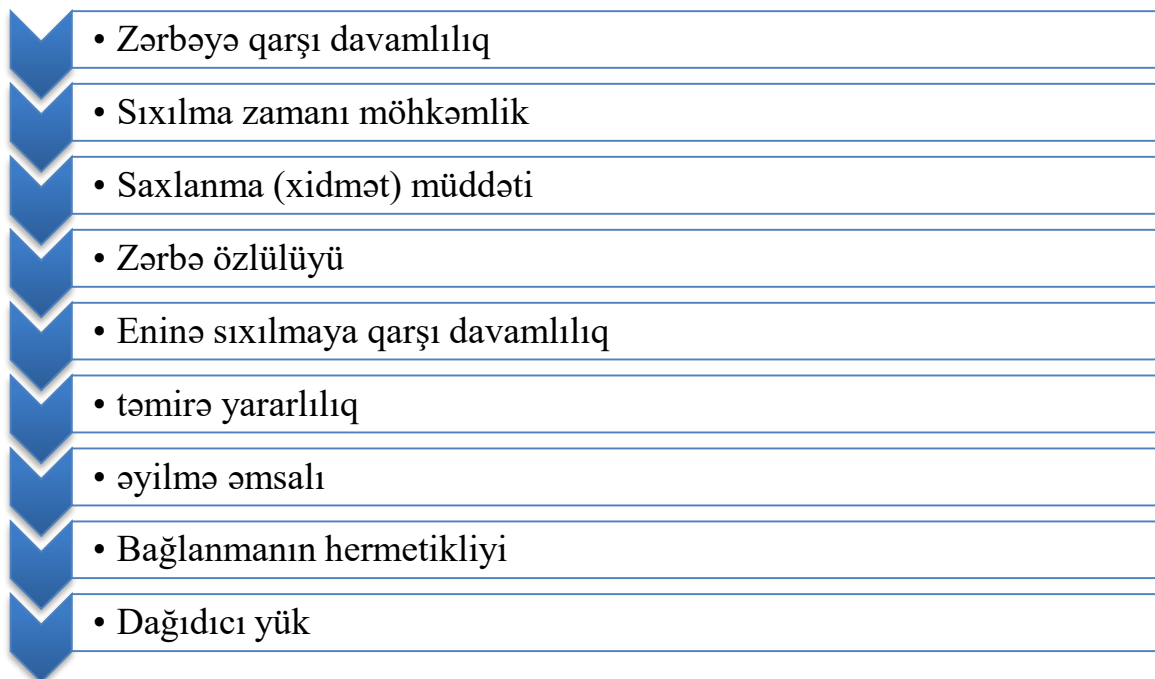 • Zərbəyə qarşı davamlılıq
• Sıxılma zamanı möhkəmlik
• Saxlanma (xidmət) müddəti
• Zərbə özlülüyü
• Eninə sıxılmaya qarşı davamlılıq
• təmirə yararlılıq
• əyilmə əmsalı
• Bağlanmanın hermetikliyi
• Dağıdıcı yük